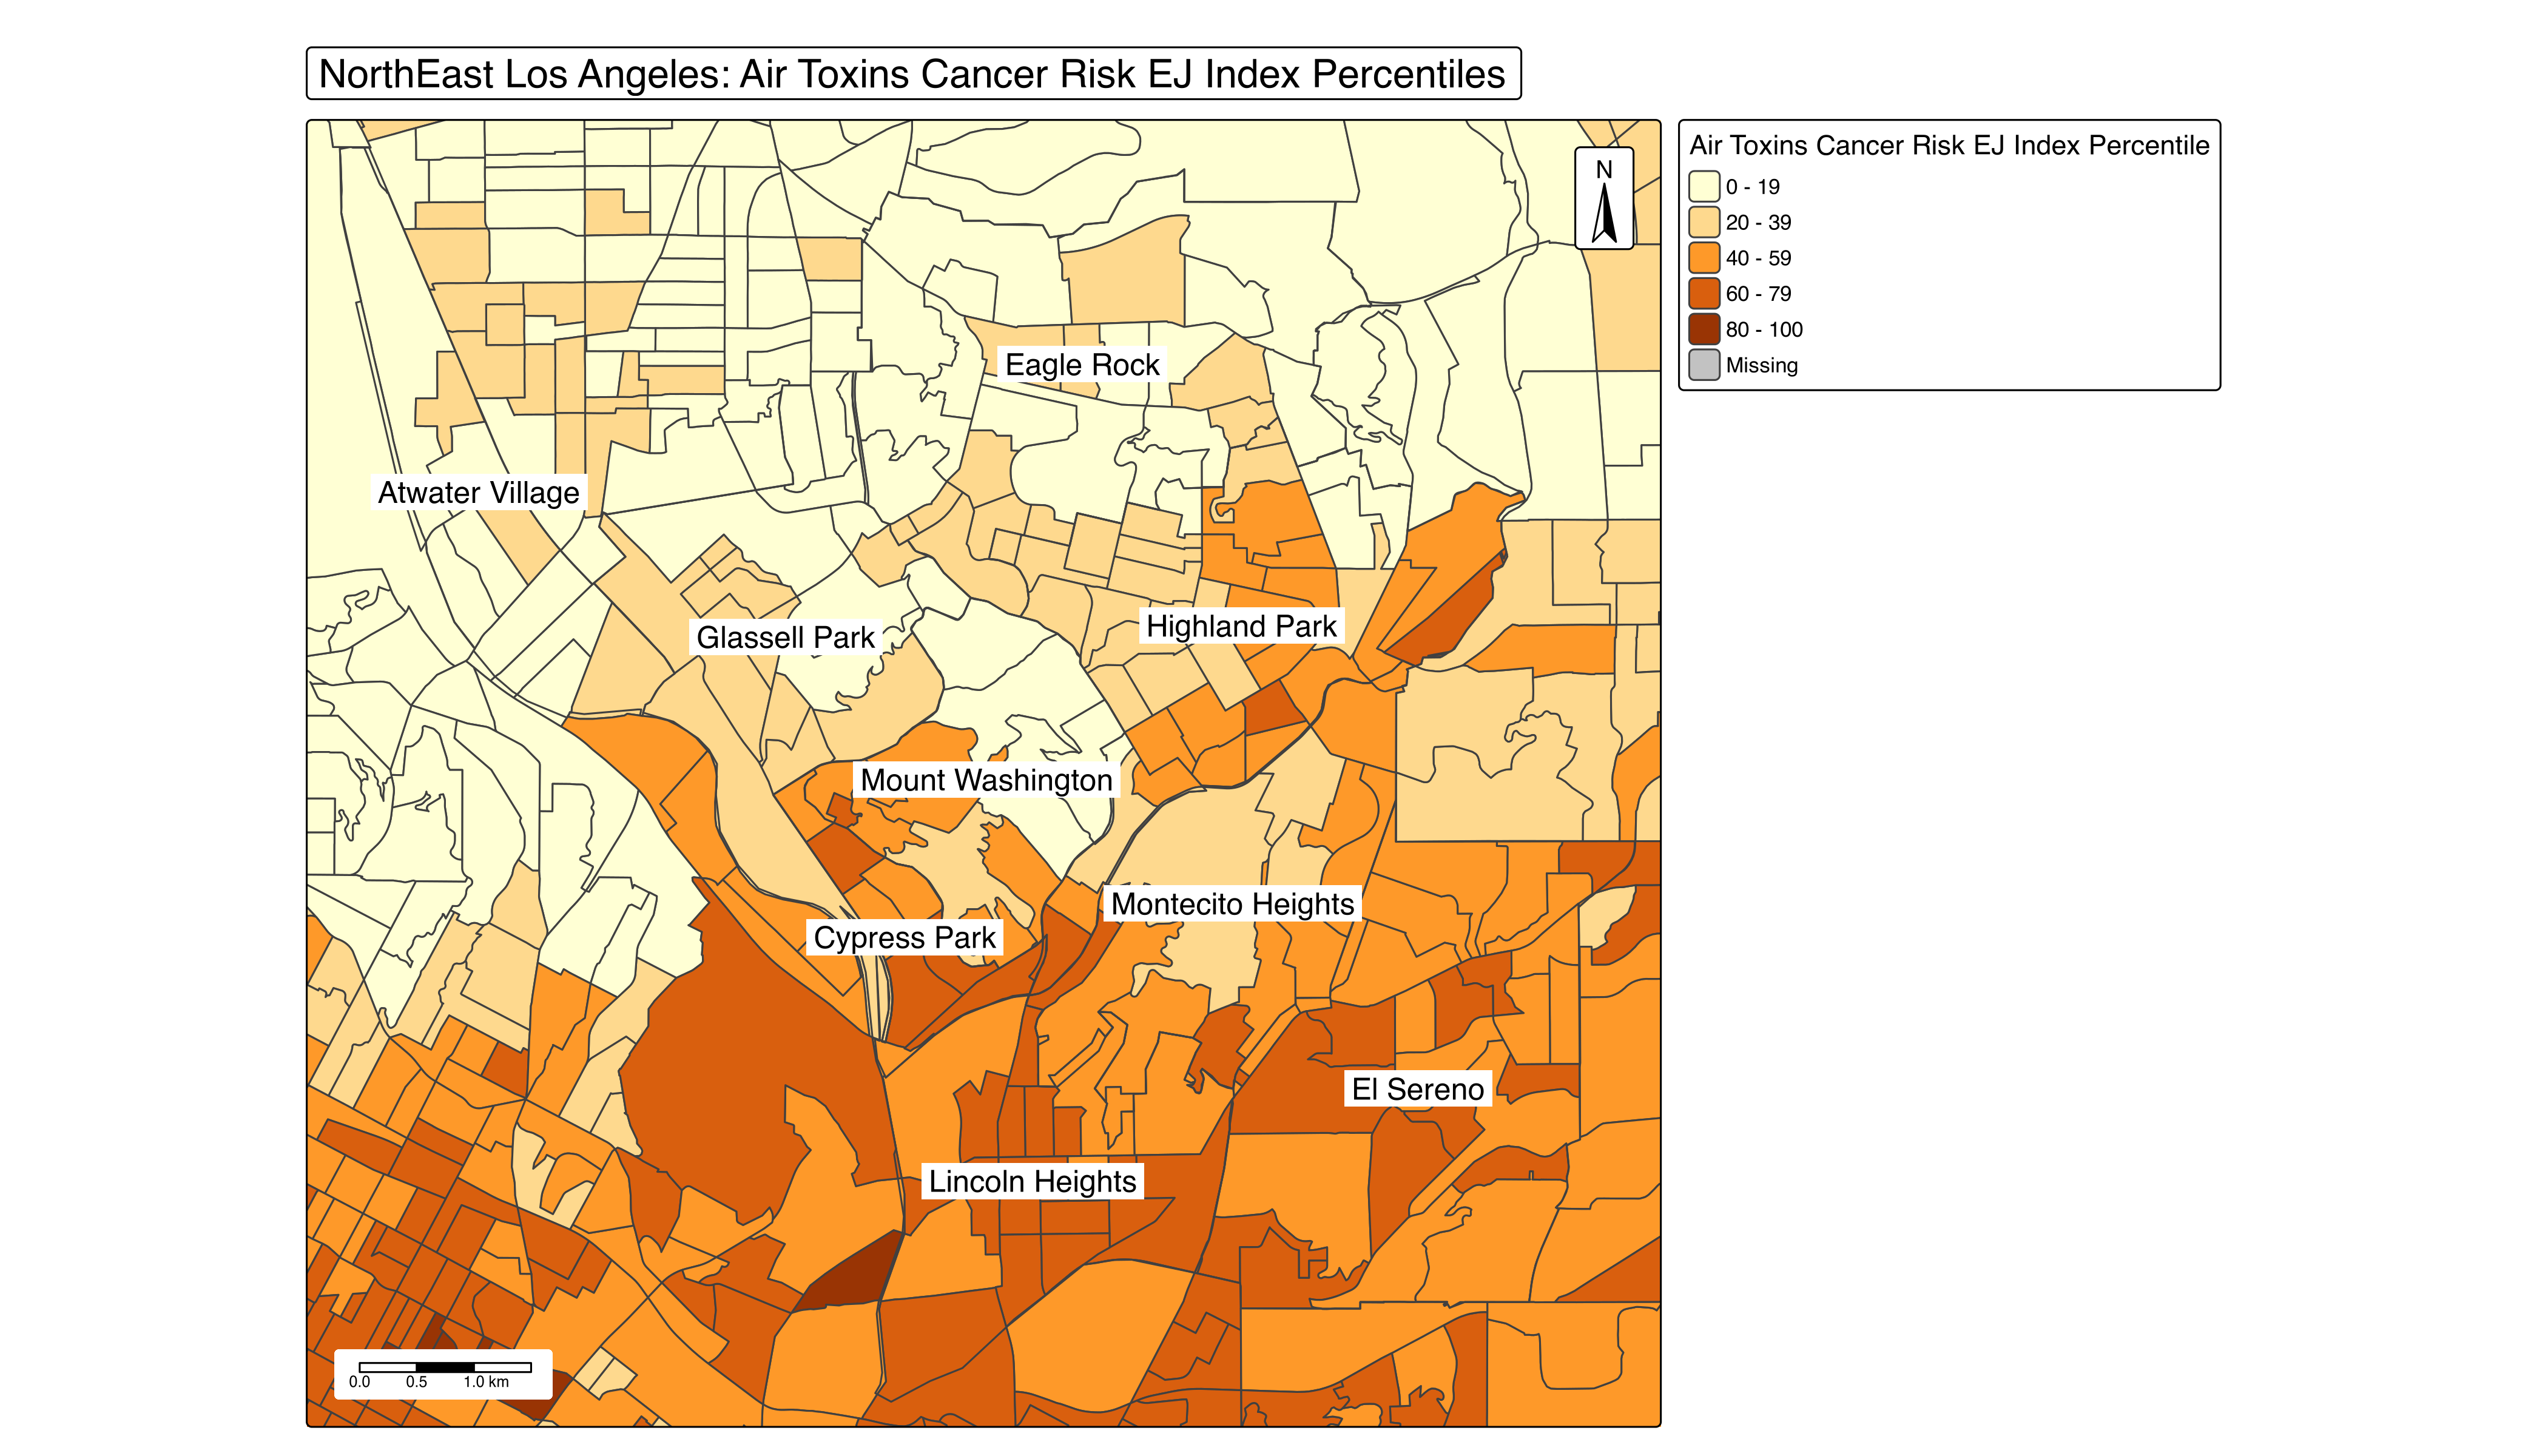 NorthEast Los Angeles: Air Toxins Cancer Risk EJ Index Percentiles
Air Toxins Cancer Risk EJ Index Percentile
0 - 19
20 - 39
40 - 59
60 - 79
80 - 100
Missing
N
Eagle Rock
Atwater Village
Highland Park
Glassell Park
Mount Washington
Montecito Heights
Cypress Park
El Sereno
Lincoln Heights
0.0 0.5 1.0 km